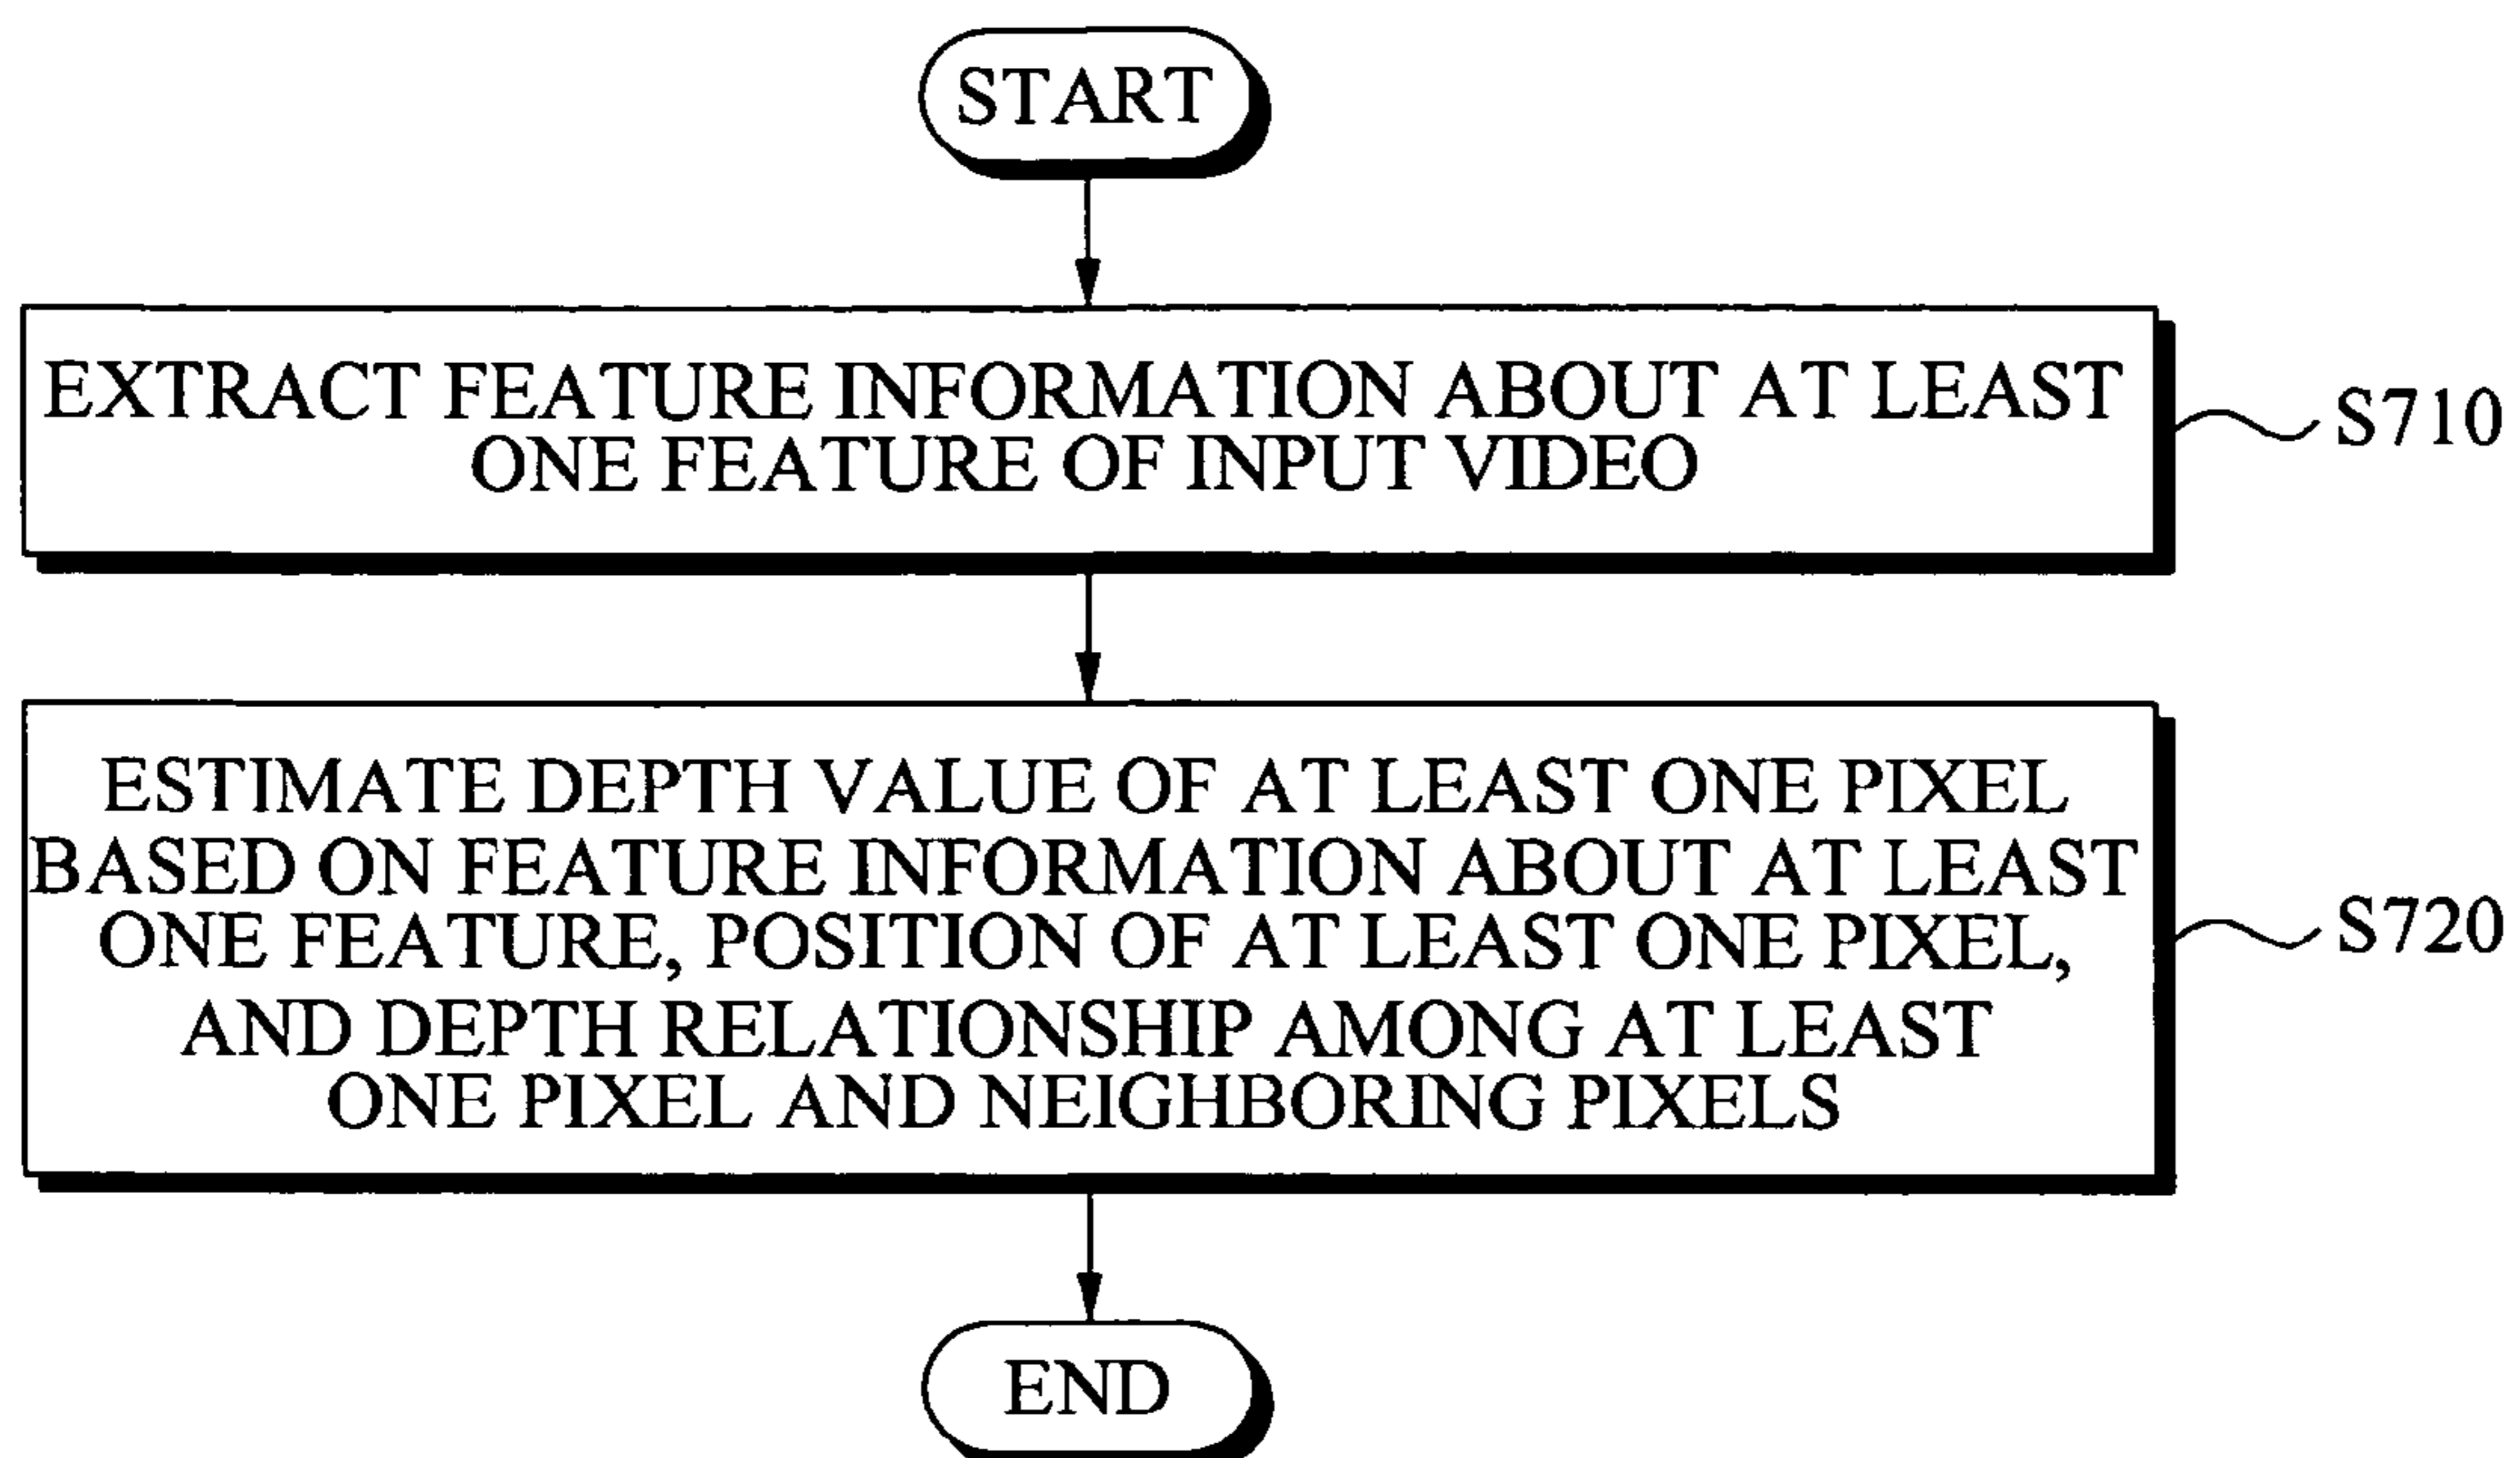 START
EXTRACT FEATURE INFORMATION ABOUT AT LEAST
ONE FEATURE OF INPUT VIDEO
S710
ESTIMATE DEPTH VALUE OF AT LEAST ONE PIXEL
BASED ON FEATURE INFORMATION ABOUT AT LEAST
ONE FEATURE, POSITION OF AT LEAST ONE PIXEL,
AND DEPTH RELATIONSHIP AMONG AT LEAST
ONE PIXEL AND NEIGHBORING PIXELS
S720
END